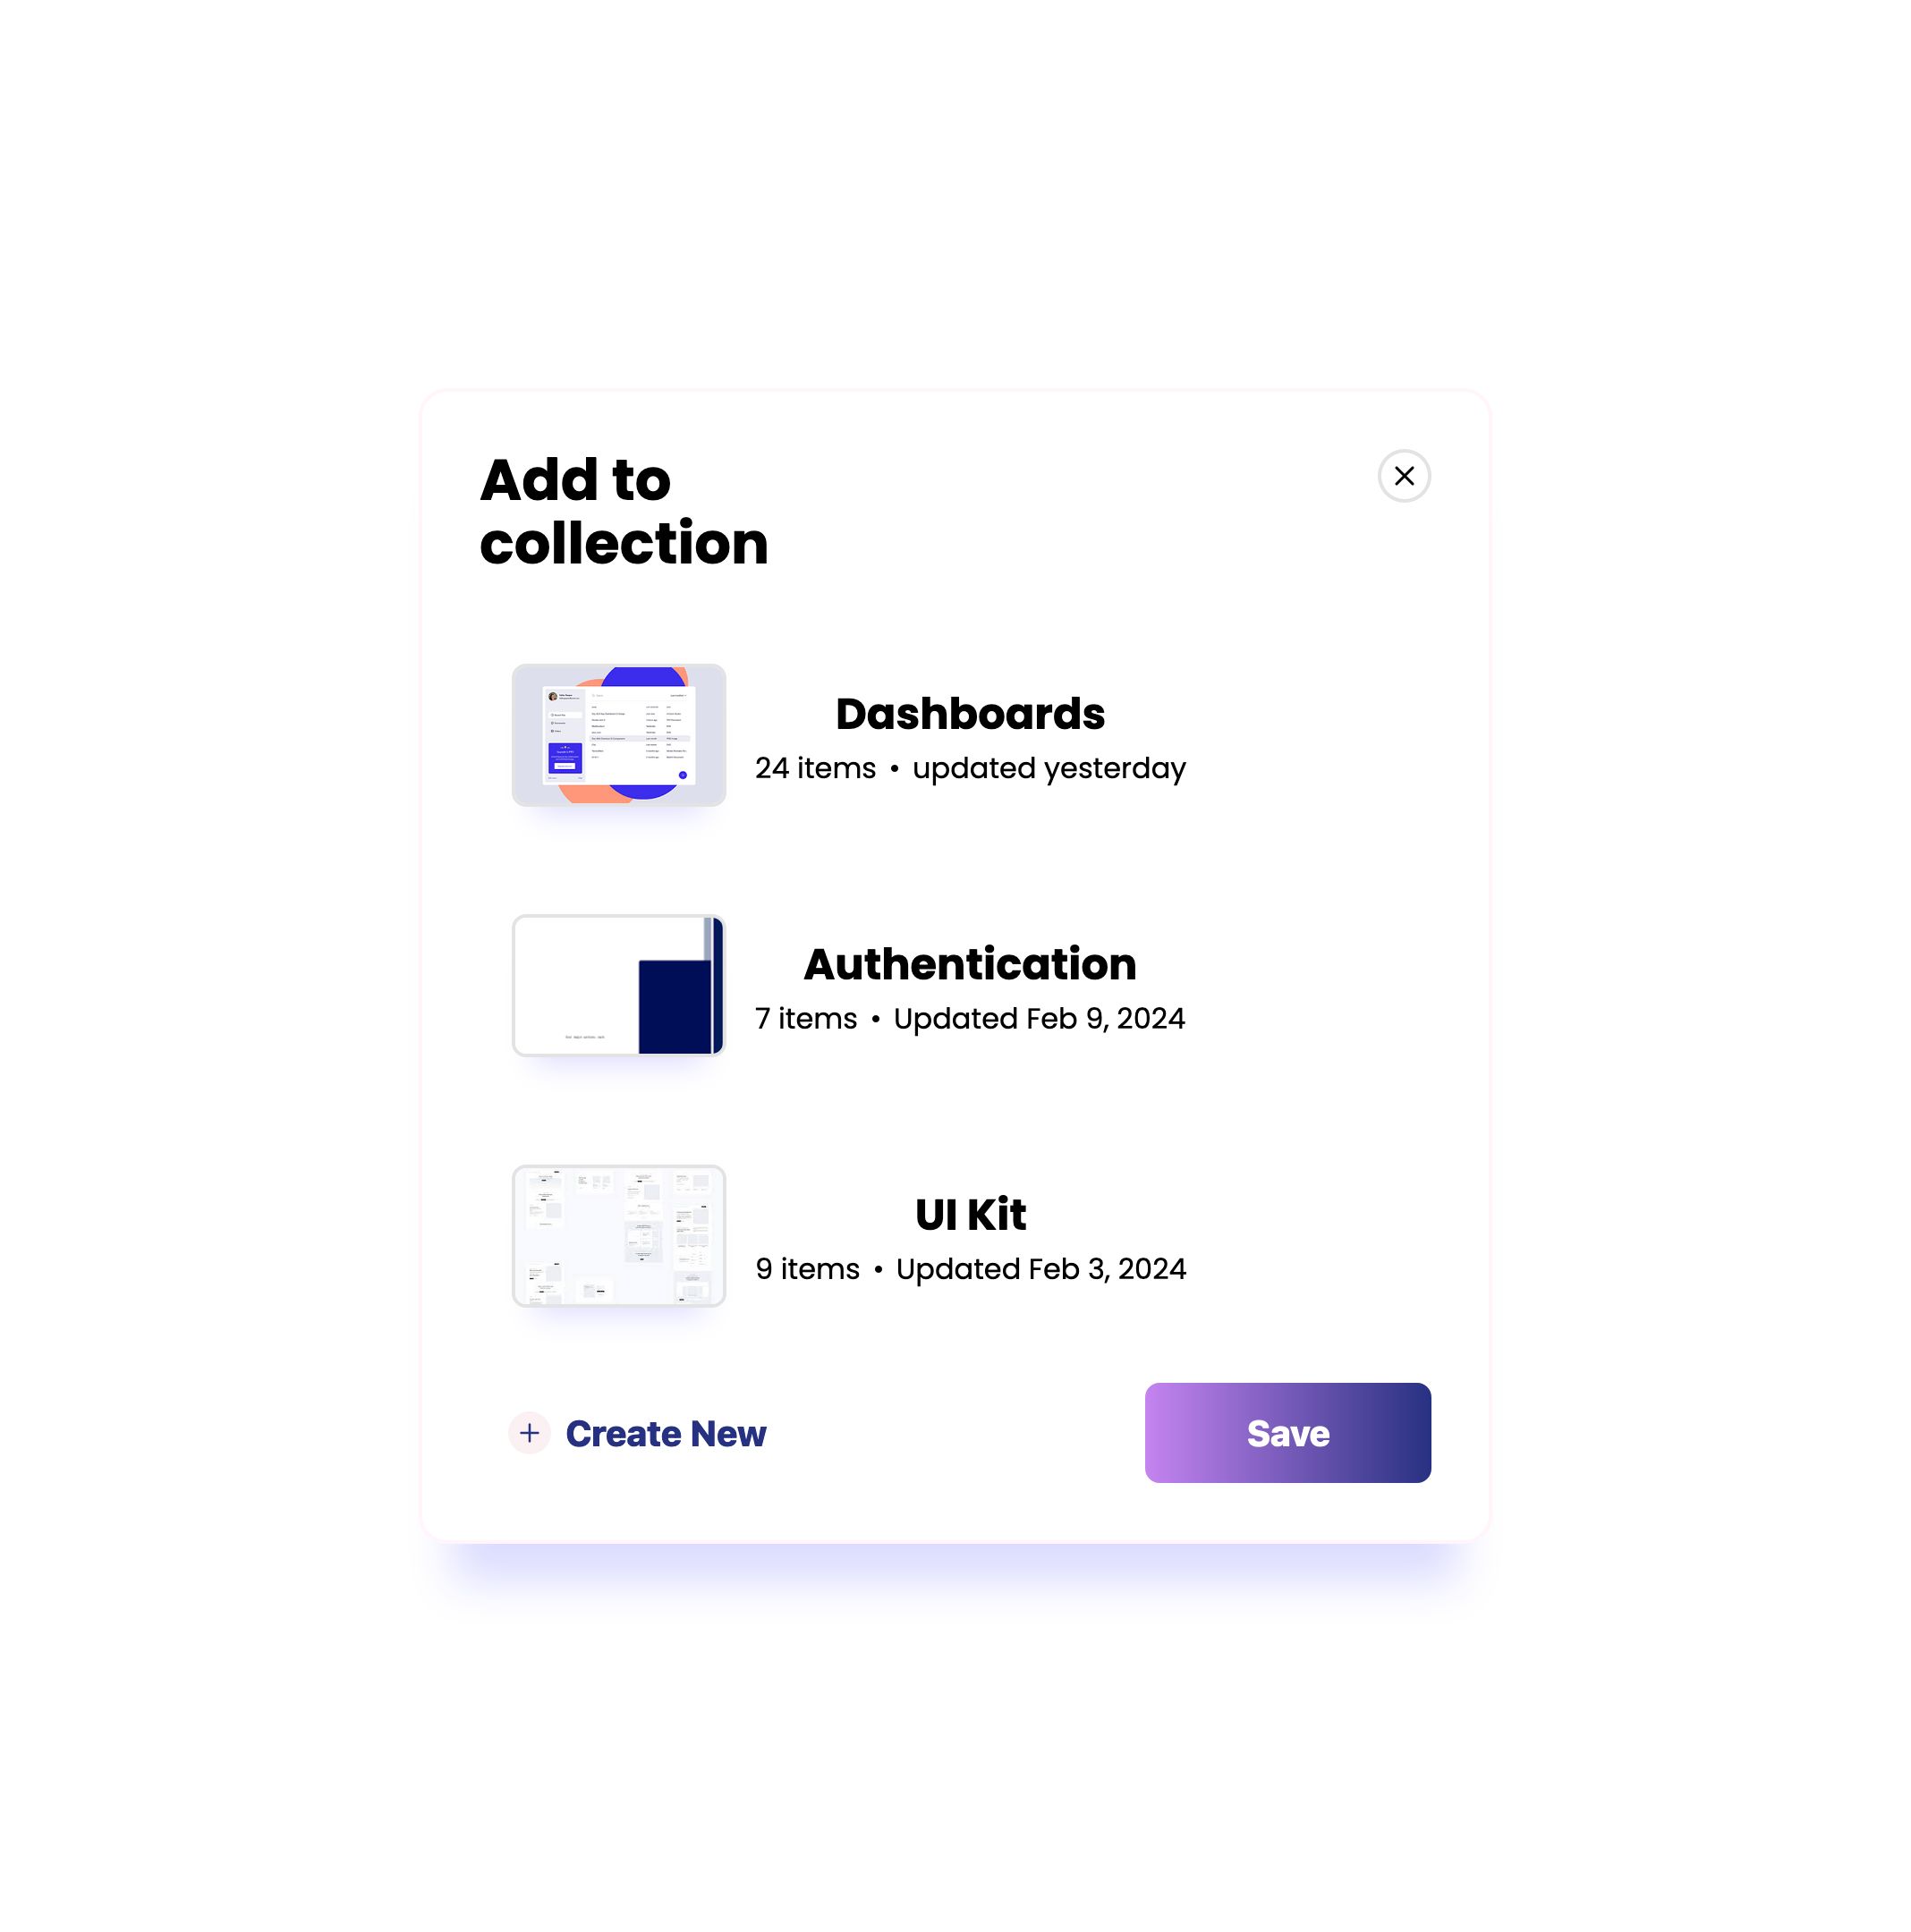 Add to
collection
Dashboards
24 items • updated yesterday
Authentication
7 items • Updated Feb 9, 2024
UI Kit
9 items • Updated Feb 3, 2024
Create New
Save